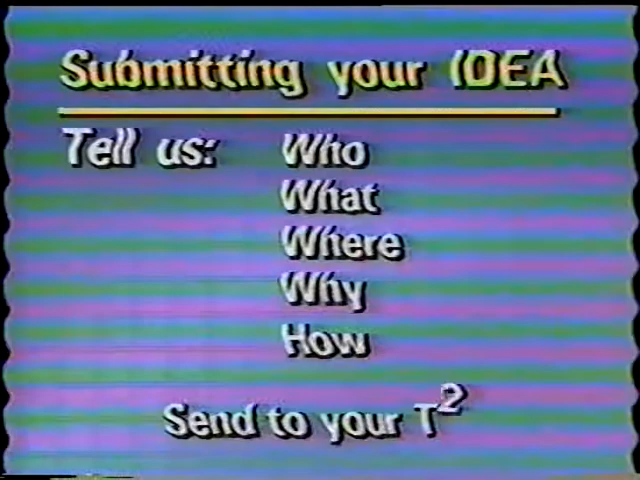 Submitting your IDEA
Tell us: Who
What
Where
Why
How
Send to your T²